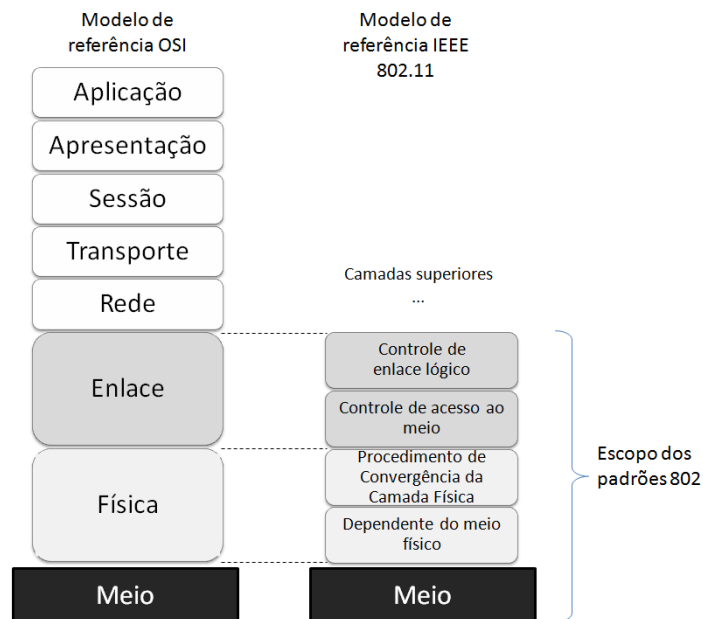 Modelo de
referência OSI
Aplicação
Apresentação
Sessão
Transporte
Rede
Enlace
Física
Meio
Modelo de
referência IEEE
802.11
Camadas superiores
...
Controle de
enlace lógico
Controle de acesso ao
meio
Procedimento de
Convergência da
Camada Física
Dependente do meio
físico
Meio
Escopo dos
padrões 802